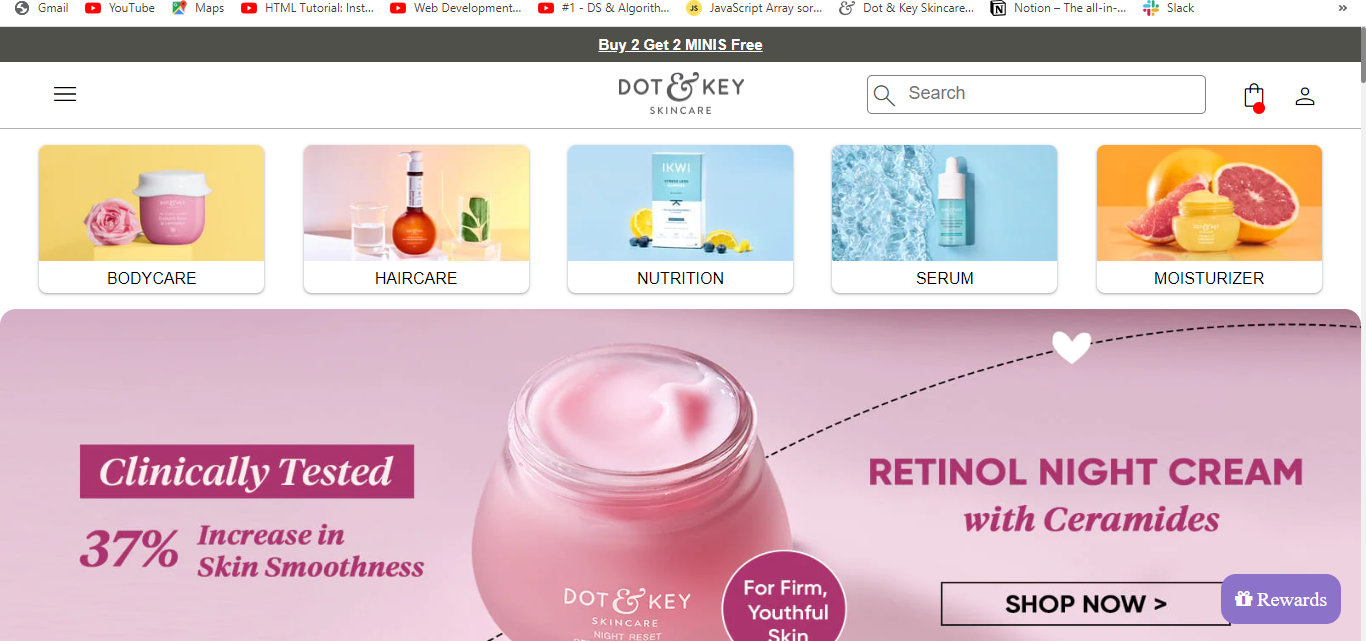 Gmail
YouTube
Maps
HTML Tutorial: Inst...
Web Development...
#1 - DS & Algorith...
JS
JavaScript Array sor...
Dot & Key Skincare...
Notion – The all-in-...
Slack
»
Buy 2 Get 2 MINIS Free
DOT & KEY
SKINCARE
Search
IKWI
BODYCARE
HAIRCARE
NUTRITION
SERUM
MOISTURIZER
Clinically Tested
37% Increase in
Skin Smoothness
DOT & KEY
SKINCARE
NIGHT RESET
For Firm,
Youthful
Skin
RETINOL NIGHT CREAM
with Ceramides
SHOP NOW >
Rewards